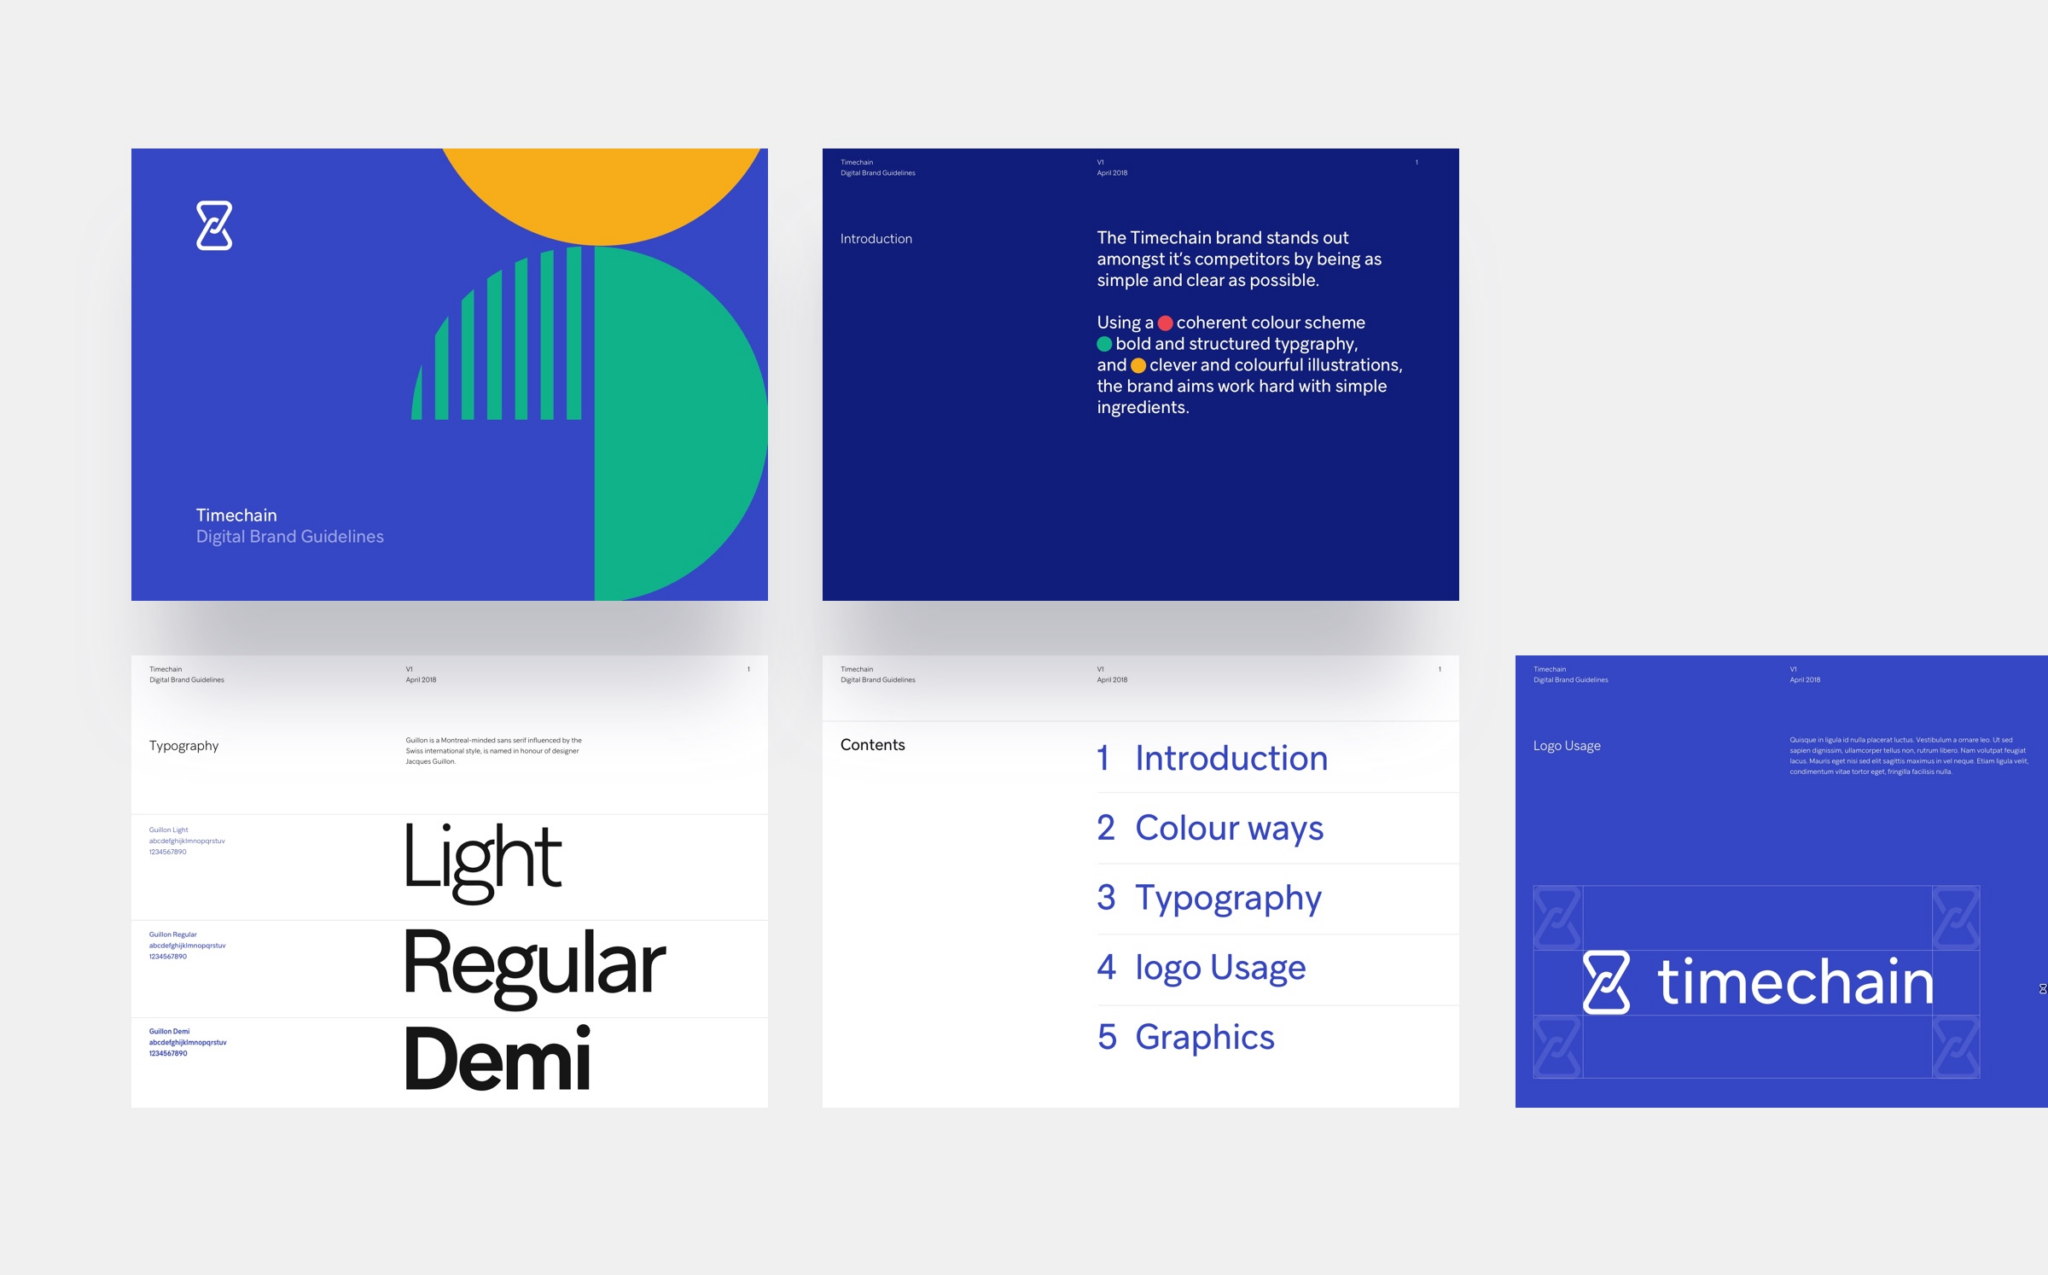 Timechain
Digital Brand Guidelines
Timechain
Digital Brand Guidelines
V1
April 2018
1
Introduction
The Timechain brand stands out
amongst it's competitors by being as
simple and clear as possible.
Using a coherent colour scheme
bold and structured typgraphy,
and clever and colourful illustrations,
the brand aims work hard with simple
ingredients.
Timechain
Digital Brand Guidelines
V1
April 2018
1
Typography
Guillon is a Montreal-minded sans serif influenced by the
Swiss international style, is named in honour of designer
Jacques Guillon.
Guillon Light
abcdefghijklmnopqrstuv
1234567890
Light
Guillon Regular
abcdefghijklmnopqrstuv
1234567890
Regular
Guillon Demi
abcdefghijklmnopqrstuv
1234567890
Demi
Timechain
Digital Brand Guidelines
V1
April 2018
1
Contents
1 Introduction
2 Colour ways
3 Typography
4 logo Usage
5 Graphics
Timechain
Digital Brand Guidelines
V1
April 2018
Logo Usage
Quisque in ligula id nulla placerat luctus. Vestibulum a ornare leo. Ut sed
sapien dignissim, ullamcorper tellus non, rutrum libero. Nam volutpat feugiat
lacus. Mauris eget nisi sed elit sagittis maximus in vel neque. Etiam ligula velit,
condimentum vitae tortor eget, fringilla facilisis nulla.
timechain